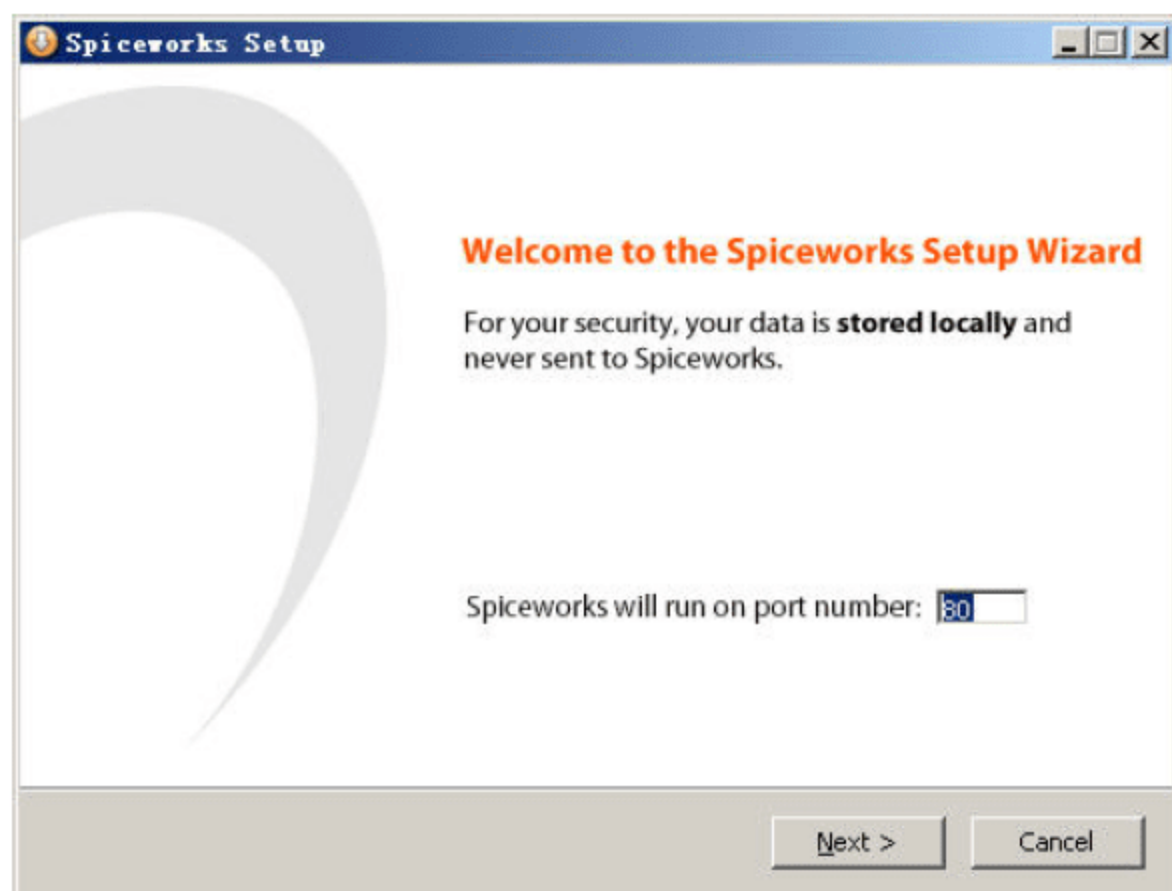 Spiceworks Setup
Welcome to the Spiceworks Setup Wizard
For your security, your data is stored locally and
never sent to Spiceworks.
Spiceworks will run on port number: 80
Next > Cancel